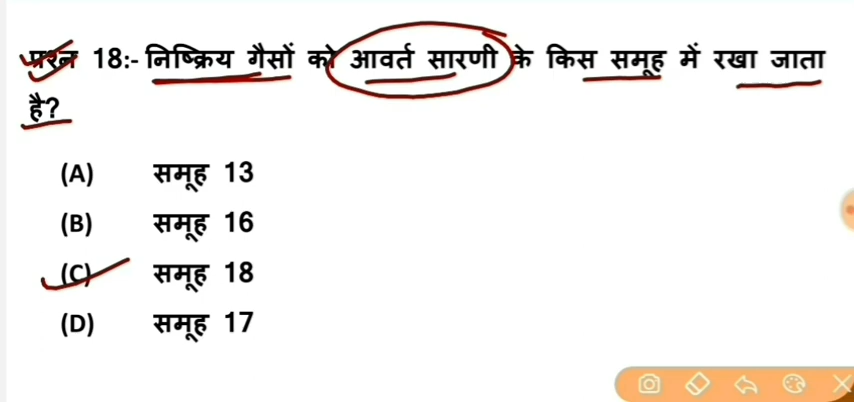 प्रश्न 18:- निष्क्रिय गैसों को आवर्त सारणी के किस समूह में रखा जाता
है?
(A) समूह 13
(B) समूह 16
(C) समूह 18
(D) समूह 17